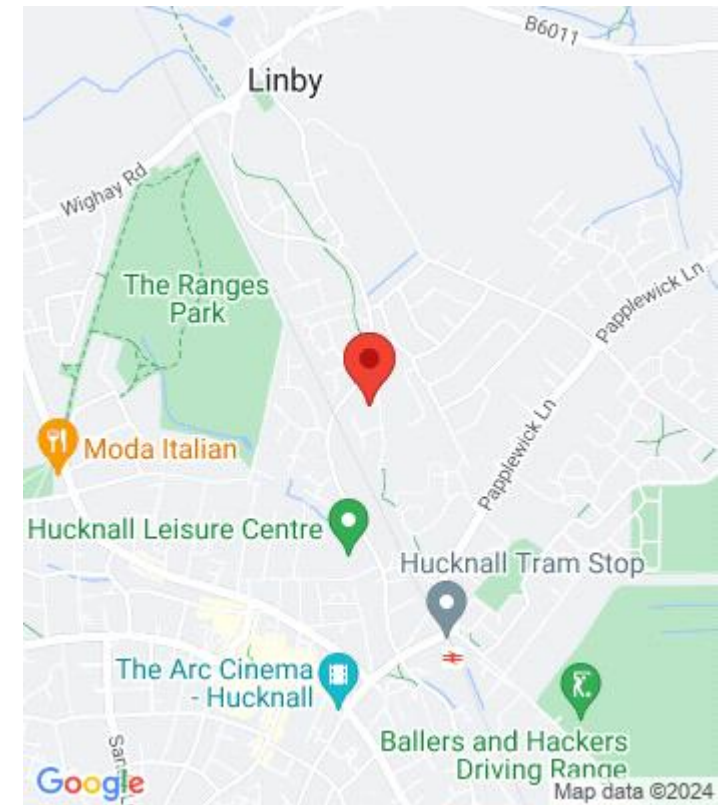 B6011
Linby
Wighay Rd
The Ranges
Park
Papplewick Ln
Moda Italian
Papplewick Ln
Hucknall Leisure Centre
Hucknall Tram Stop
The Arc Cinema
- Hucknall
Ballers and Hackers
Driving Range
Google
Map data ©2024